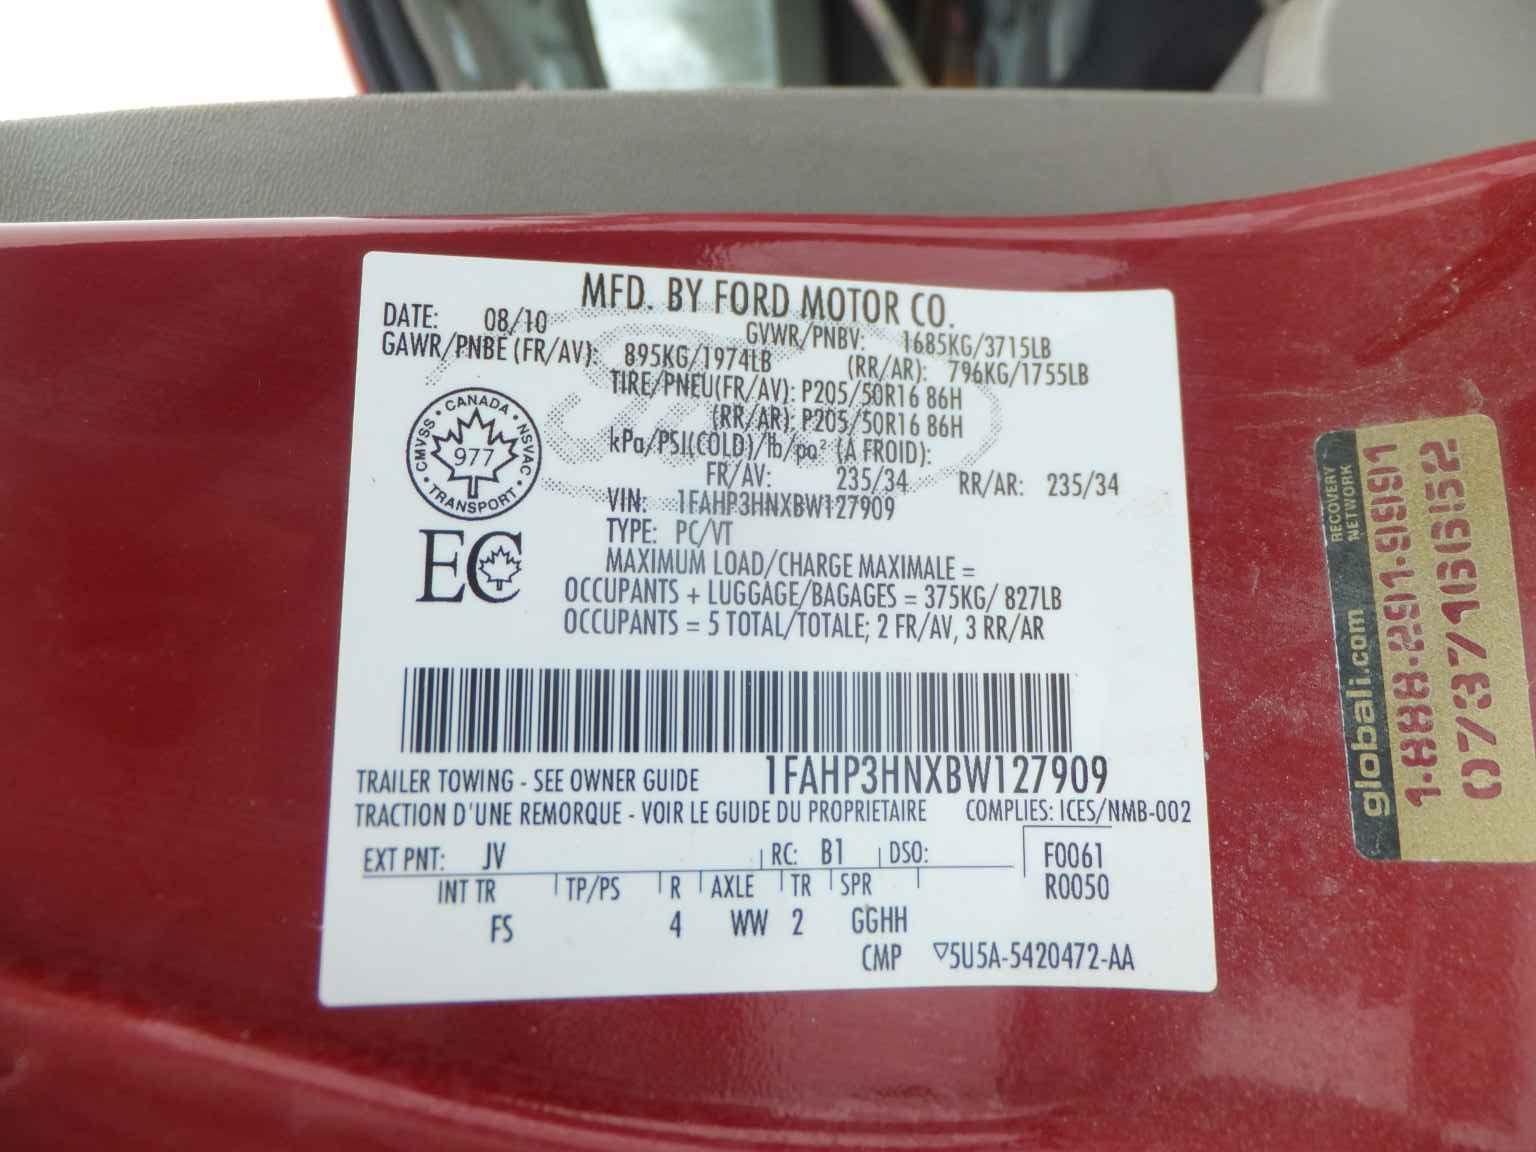 MFD. BY FORD MOTOR CO.
DATE: 08/10 GVWR/PNBV: 1685KG/3715LB
GAWR/PNBE (FR/AV): 895KG/1974LB (RR/AR): 796KG/1755LB
TIRE/PNEU(FR/AV): P205/50R16 86H
(RR/AR): P205/50R16 86H
kPa/PSI(COLD)/lb/po² (À FROID):
FR/AV: 235/34 RR/AR: 235/34
VIN: 1FAHP3HNXBW127909
TYPE: PC/VT
MAXIMUM LOAD/CHARGE MAXIMALE =
OCCUPANTS + LUGGAGE/BAGAGES = 375KG/ 827LB
OCCUPANTS = 5 TOTAL/TOTALE; 2 FR/AV, 3 RR/AR
CANADA
CMVSS • NSVAC
977
TRANSPORT
EC
1FAHP3HNXBW127909
TRAILER TOWING - SEE OWNER GUIDE
TRACTION D'UNE REMORQUE - VOIR LE GUIDE DU PROPRIETAIRE COMPLIES: ICES/NMB-002
EXT PNT: JV RC: B1 DSO: F0061
INT TR TP/PS R AXLE TR SPR R0050
FS 4 WW 2 GGHH
CMP ▽5U5A-5420472-AA
RECOVERY
NETWORK
globali.com
1-888-291-9991
073716652